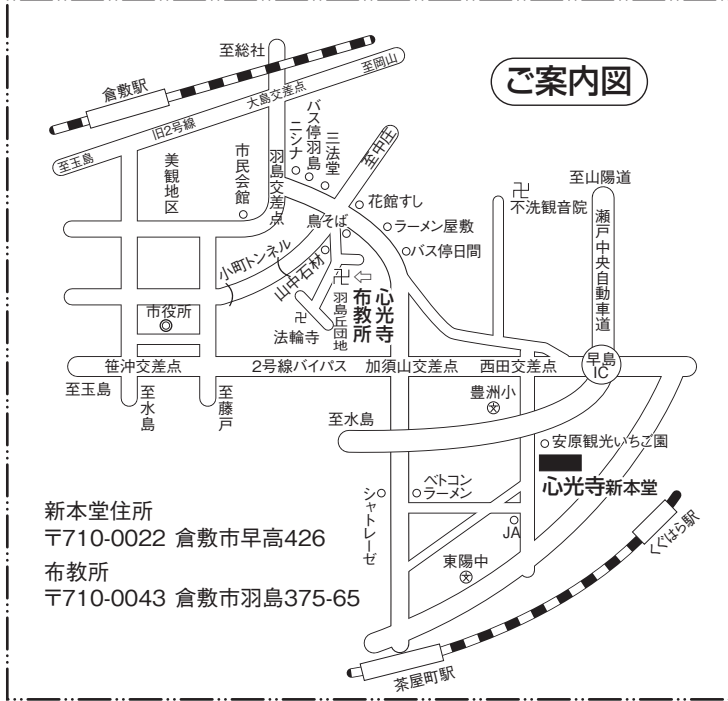 ご案内図
至総社
至岡山
倉敷駅
大島交差点
旧2号線
至玉島
美観地区
市民会館
羽島交差点
ニシナ
バス停羽島
三法堂
至中庄
花館すし
鳥そば
ラーメン屋敷
バス停日間
不洗観音院
至山陽道
瀬戸中央自動車道
小町トンネル
山中石材
卍
⇦
心光寺
布教所
羽島丘団地
卍
法輪寺
市役所
笹沖交差点
2号線バイパス
加須山交差点
西田交差点
早島
IC
至玉島
至水島
至藤戸
豊洲小
至水島
安原観光いちご園
心光寺新本堂
シャトレーゼ
ベトコン
ラーメン
JA
東陽中
くぐはら駅
茶屋町駅
新本堂住所
〒710-0022 倉敷市早高426
布教所
〒710-0043 倉敷市羽島375-65